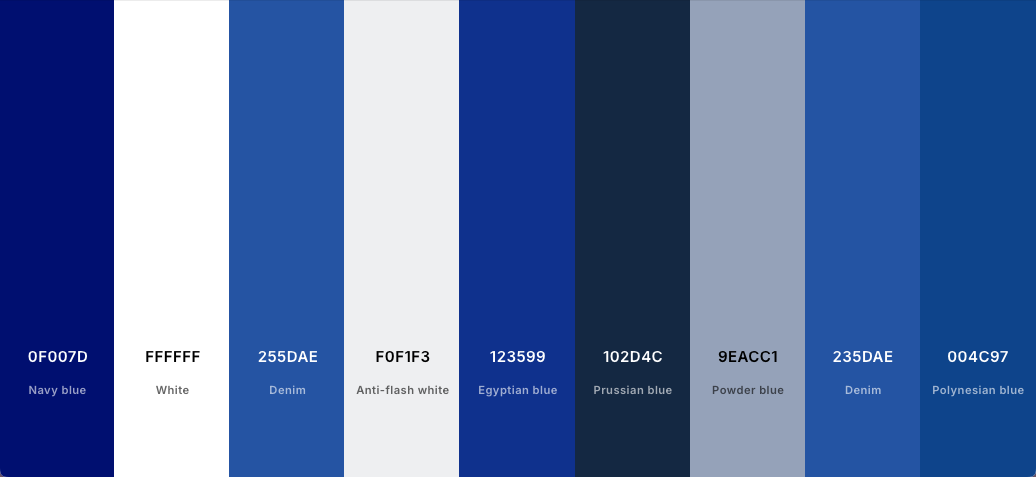 0F007D
Navy blue
FFFFFF
White
255DAE
Denim
F0F1F3
Anti-flash white
123599
Egyptian blue
102D4C
Prussian blue
9EACC1
Powder blue
235DAE
Denim
004C97
Polynesian blue